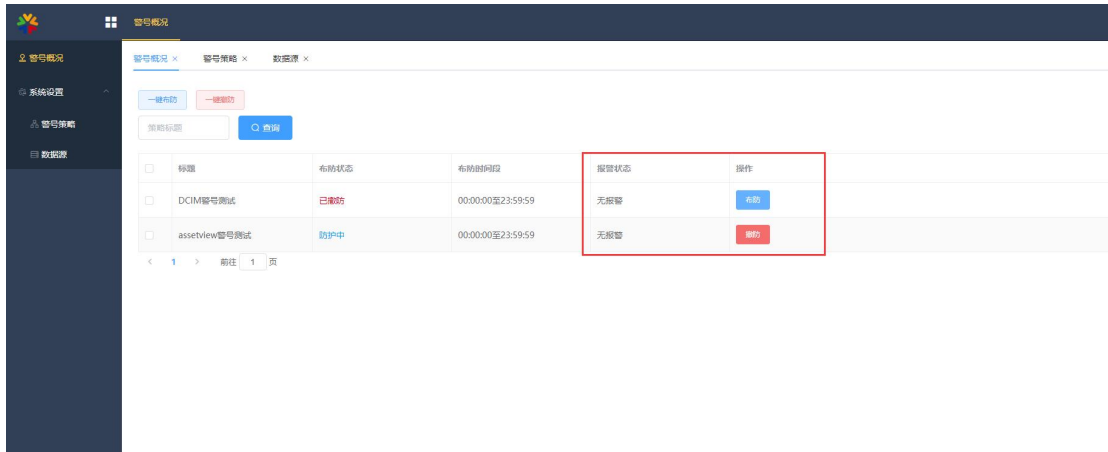 警号概况
警号概况
系统设置
警号策略
数据源
警号概况 × 警号策略 × 数据源 ×
一键布防 一键撤防
策略标题 查询
标题 布防状态 布防时间段 报警状态 操作
DCIM警号测试 已撤防 00:00:00至23:59:59 无报警 布防
assetview警号测试 防护中 00:00:00至23:59:59 无报警 撤防
< 1 > 前往 1 页